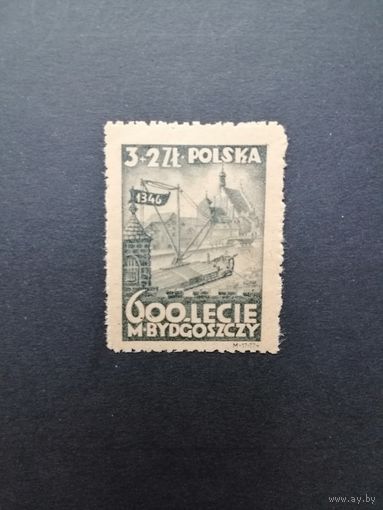 3+2 ZŁ • POLSKA
1346
600-LECIE
M•BYDGOSZCZY
www.ay.by